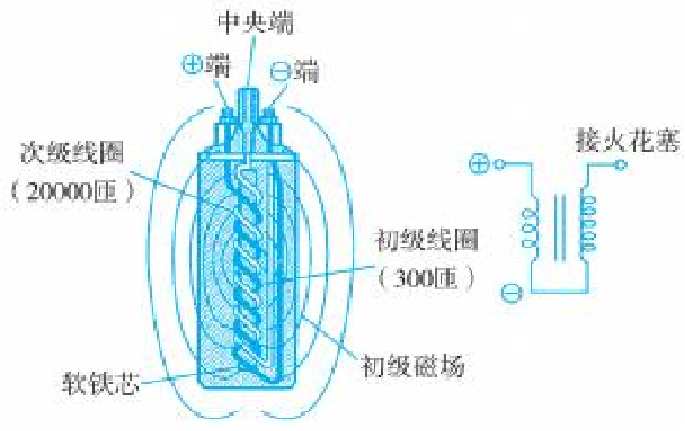 中央端
⊕端
⊖端
次级线圈
（20000匝）
接火花塞
⊕
初级线圈
（300匝）
⊖
初级磁场
软铁芯